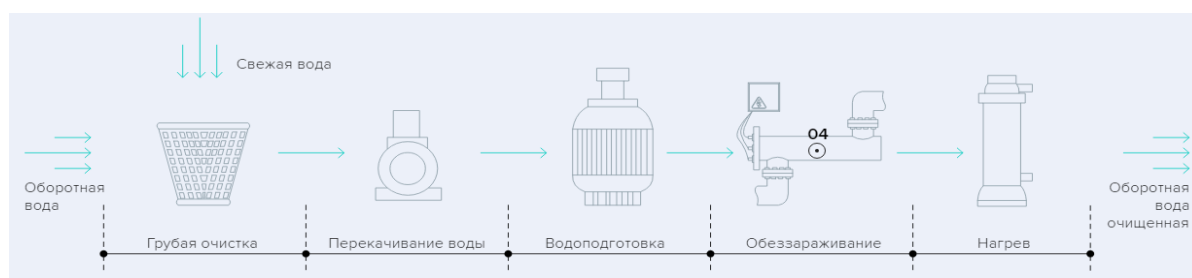 Свежая вода
04
Оборотная
вода
Оборотная
вода
очищенная
Грубая очистка
Перекачивание воды
Водоподготовка
Обеззараживание
Нагрев